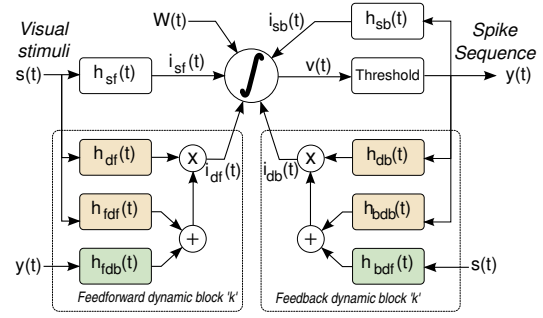 Visual stimuli
W(t)
i_sb(t)
h_sb(t)
Spike Sequence
s(t)
h_sf(t)
i_sf(t)
∫
v(t)
Threshold
y(t)
h_df(t)
x
i_df(t)
i_db(t)
x
h_db(t)
h_fdf(t)
h_bdb(t)
+
+
y(t)
h_fdb(t)
h_bdf(t)
s(t)
Feedforward dynamic block 'k'
Feedback dynamic block 'k'